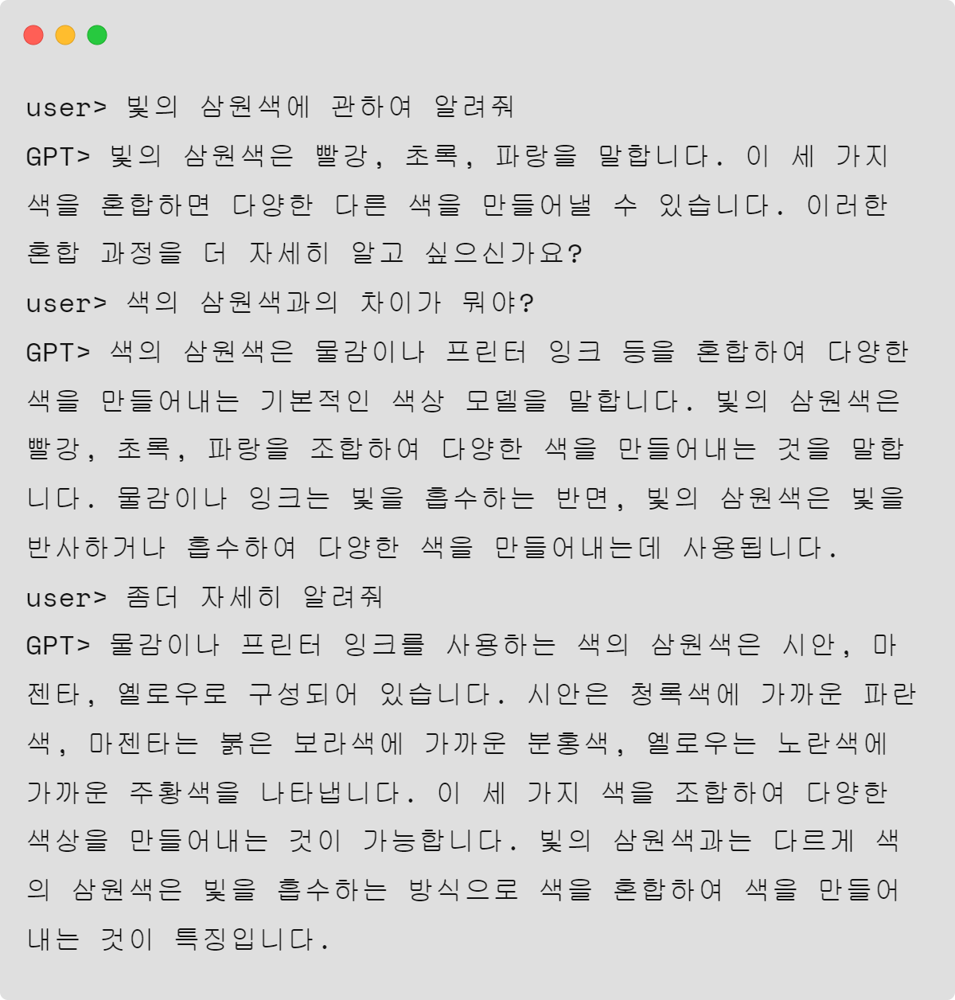 user> 빛의 삼원색에 관하여 알려줘
GPT> 빛의 삼원색은 빨강, 초록, 파랑을 말합니다. 이 세 가지
색을 혼합하면 다양한 다른 색을 만들어낼 수 있습니다. 이러한
혼합 과정을 더 자세히 알고 싶으신가요?
user> 색의 삼원색과의 차이가 뭐야?
GPT> 색의 삼원색은 물감이나 프린터 잉크 등을 혼합하여 다양한
색을 만들어내는 기본적인 색상 모델을 말합니다. 빛의 삼원색은
빨강, 초록, 파랑을 조합하여 다양한 색을 만들어내는 것을 말합
니다. 물감이나 잉크는 빛을 흡수하는 반면, 빛의 삼원색은 빛을
반사하거나 흡수하여 다양한 색을 만들어내는데 사용됩니다.
user> 좀더 자세히 알려줘
GPT> 물감이나 프린터 잉크를 사용하는 색의 삼원색은 시안, 마
젠타, 옐로우로 구성되어 있습니다. 시안은 청록색에 가까운 파란
색, 마젠타는 붉은 보라색에 가까운 분홍색, 옐로우는 노란색에
가까운 주황색을 나타냅니다. 이 세 가지 색을 조합하여 다양한
색상을 만들어내는 것이 가능합니다. 빛의 삼원색과는 다르게 색
의 삼원색은 빛을 흡수하는 방식으로 색을 혼합하여 색을 만들어
내는 것이 특징입니다.